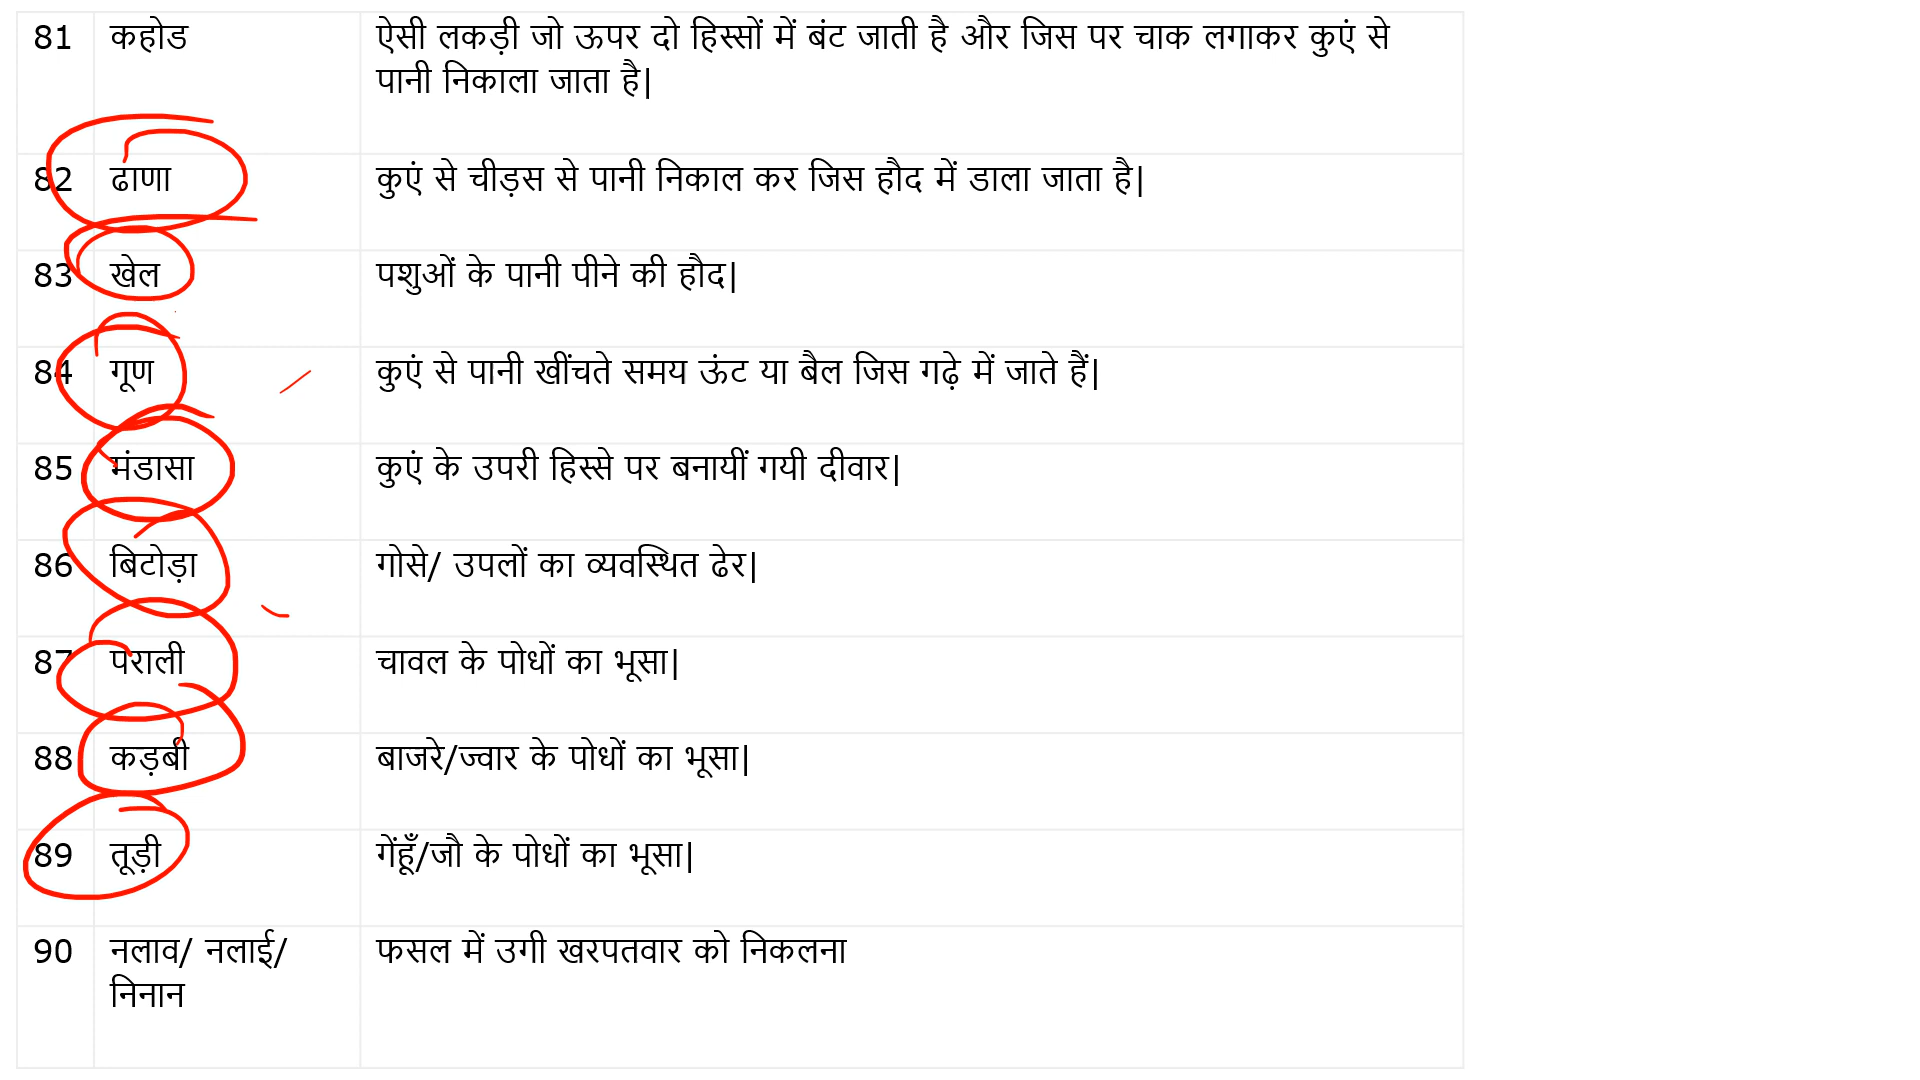 81 कहोड ऐसी लकड़ी जो ऊपर दो हिस्सों में बंट जाती है और जिस पर चाक लगाकर कुएं से
पानी निकाला जाता है|
82 ढाणा कुएं से चीड़स से पानी निकाल कर जिस हौद में डाला जाता है|
83 खेल पशुओं के पानी पीने की हौद|
84 गूण कुएं से पानी खींचते समय ऊंट या बैल जिस गढ़े में जाते हैं|
85 मंडासा कुएं के उपरी हिस्से पर बनायीं गयी दीवार|
86 बिटोड़ा गोसे/ उपलों का व्यवस्थित ढेर|
87 पराली चावल के पोधों का भूसा|
88 कड़बी बाजरे/ज्वार के पोधों का भूसा|
89 तूड़ी गेंहूँ/जौ के पोधों का भूसा|
90 नलाव/ नलाई/ फसल में उगी खरपतवार को निकलना
निनान